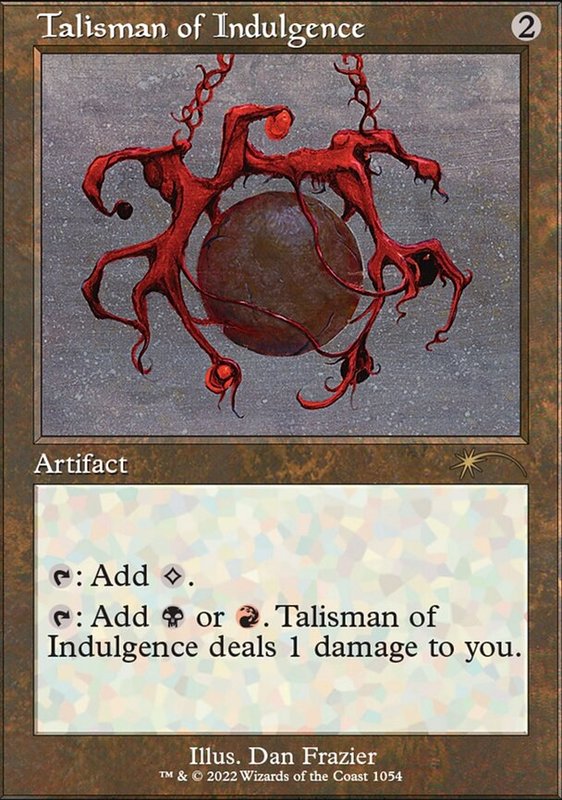 Talisman of Indulgence 2
Artifact
: Add .
: Add or . Talisman of
Indulgence deals 1 damage to you.
Illus. Dan Frazier
™ & © 2022 Wizards of the Coast 1054